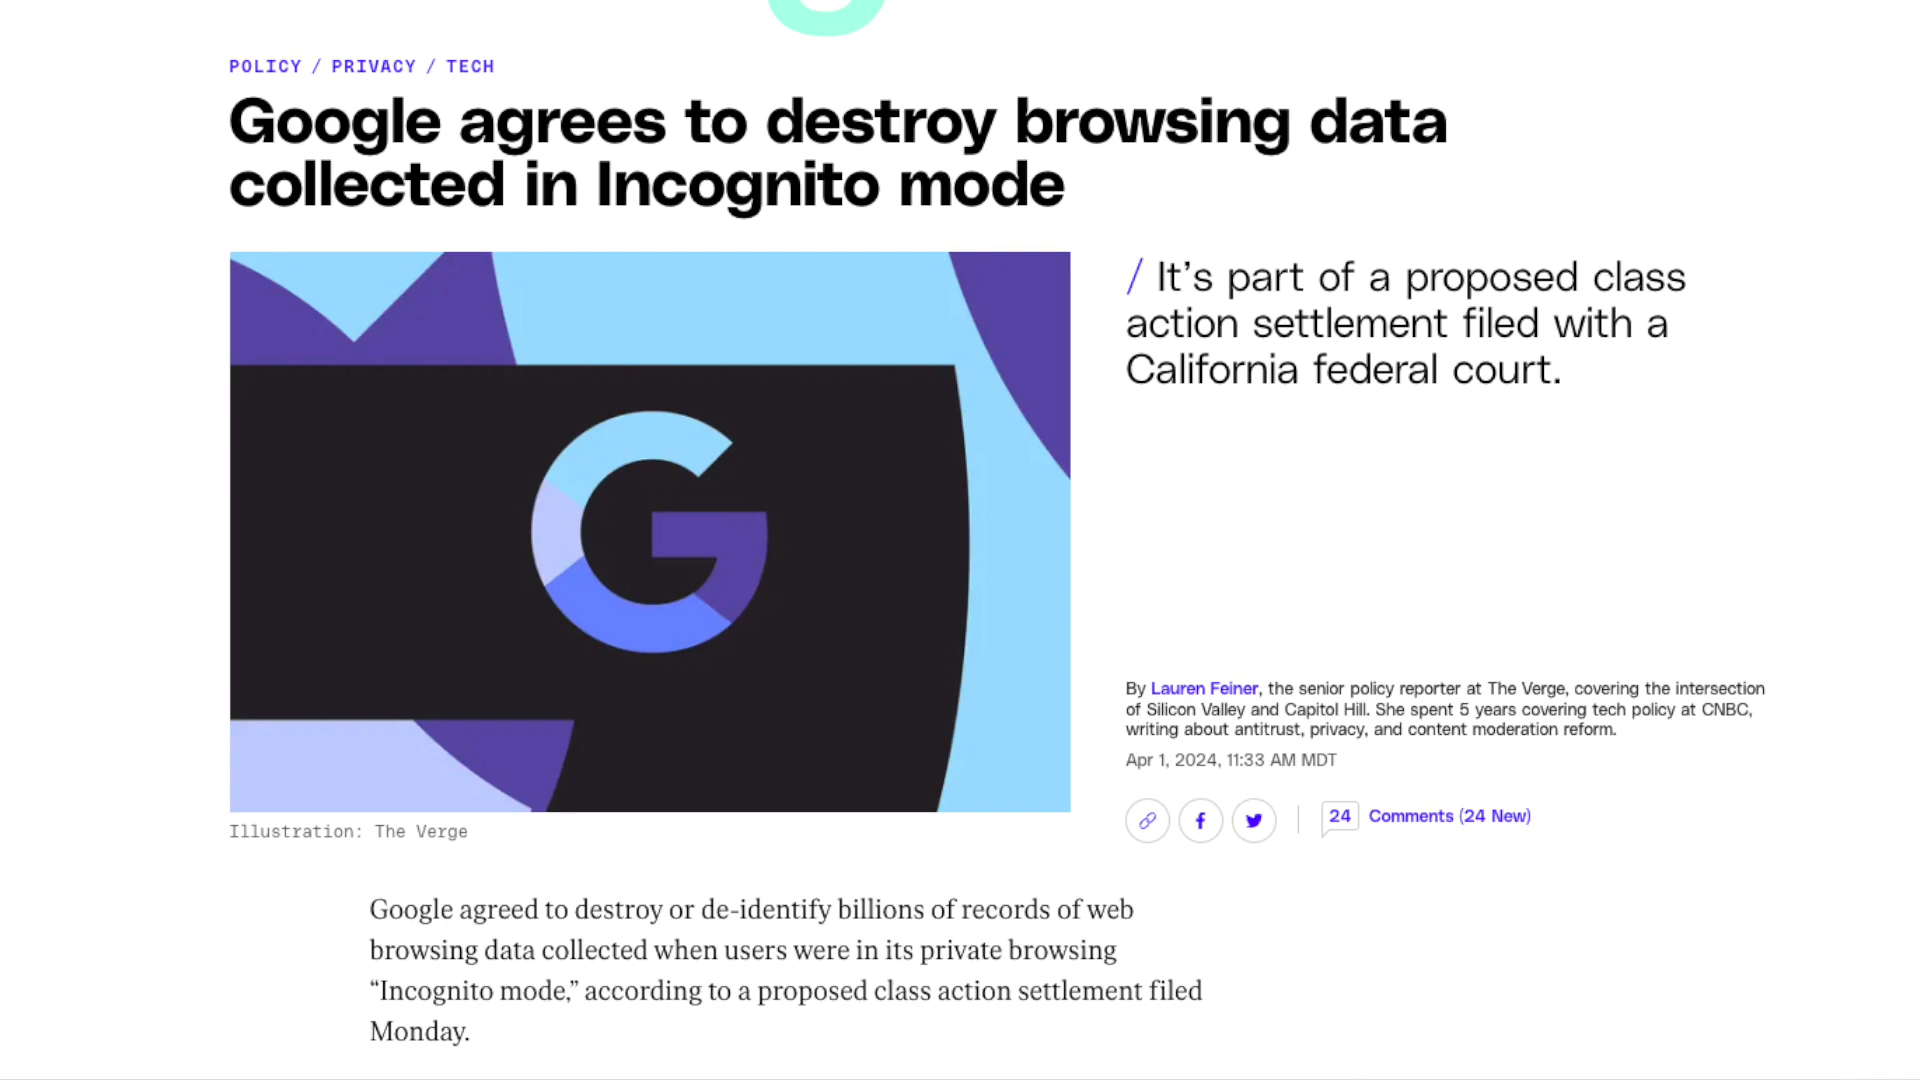 POLICY / PRIVACY / TECH
Google agrees to destroy browsing data
collected in Incognito mode
/ It’s part of a proposed class
action settlement filed with a
California federal court.
By Lauren Feiner, the senior policy reporter at The Verge, covering the intersection
of Silicon Valley and Capitol Hill. She spent 5 years covering tech policy at CNBC,
writing about antitrust, privacy, and content moderation reform.
Apr 1, 2024, 11:33 AM MDT
24 Comments (24 New)
Illustration: The Verge
Google agreed to destroy or de-identify billions of records of web
browsing data collected when users were in its private browsing
“Incognito mode,” according to a proposed class action settlement filed
Monday.